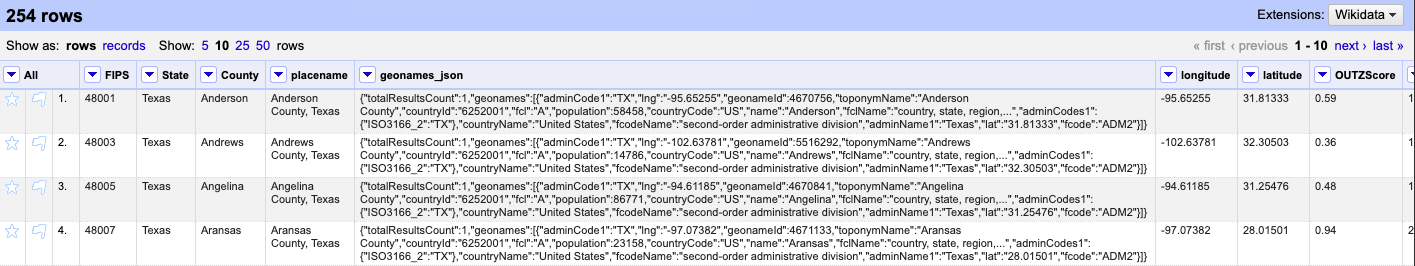 254 rows
Extensions: Wikidata
Show as: rows records Show: 5 10 25 50 rows
« first ‹ previous 1 - 10 next › last »
All FIPS State County placename geonames_json longitude latitude OUTZScore
1. 48001 Texas Anderson Anderson County, Texas {"totalResultsCount":1,"geonames":[{"adminCode1":"TX","lng":"-95.65255","geonameId":4670756,"toponymName":"Anderson
County","countryId":"6252001","fcl":"A","population":58458,"countryCode":"US","name":"Anderson","fclName":"country, state, region,...","adminCodes1":
{"ISO3166_2":"TX"},"countryName":"United States","fcodeName":"second-order administrative division","adminName1":"Texas","lat":"31.81333","fcode":"ADM2"}]} -95.65255 31.81333 0.59 1
2. 48003 Texas Andrews Andrews County, Texas {"totalResultsCount":1,"geonames":[{"adminCode1":"TX","lng":"-102.63781","geonameId":5516292,"toponymName":"Andrews
County","countryId":"6252001","fcl":"A","population":14786,"countryCode":"US","name":"Andrews","fclName":"country, state, region,...","adminCodes1":
{"ISO3166_2":"TX"},"countryName":"United States","fcodeName":"second-order administrative division","adminName1":"Texas","lat":"32.30503","fcode":"ADM2"}]} -102.63781 32.30503 0.36 1
3. 48005 Texas Angelina Angelina County, Texas {"totalResultsCount":1,"geonames":[{"adminCode1":"TX","lng":"-94.61185","geonameId":4670841,"toponymName":"Angelina
County","countryId":"6252001","fcl":"A","population":86771,"countryCode":"US","name":"Angelina","fclName":"country, state, region,...","adminCodes1":
{"ISO3166_2":"TX"},"countryName":"United States","fcodeName":"second-order administrative division","adminName1":"Texas","lat":"31.25476","fcode":"ADM2"}]} -94.61185 31.25476 0.48 1
4. 48007 Texas Aransas Aransas County, Texas {"totalResultsCount":1,"geonames":[{"adminCode1":"TX","lng":"-97.07382","geonameId":4671133,"toponymName":"Aransas
County","countryId":"6252001","fcl":"A","population":23158,"countryCode":"US","name":"Aransas","fclName":"country, state, region,...","adminCodes1":
{"ISO3166_2":"TX"},"countryName":"United States","fcodeName":"second-order administrative division","adminName1":"Texas","lat":"28.01501","fcode":"ADM2"}]} -97.07382 28.01501 0.94 2